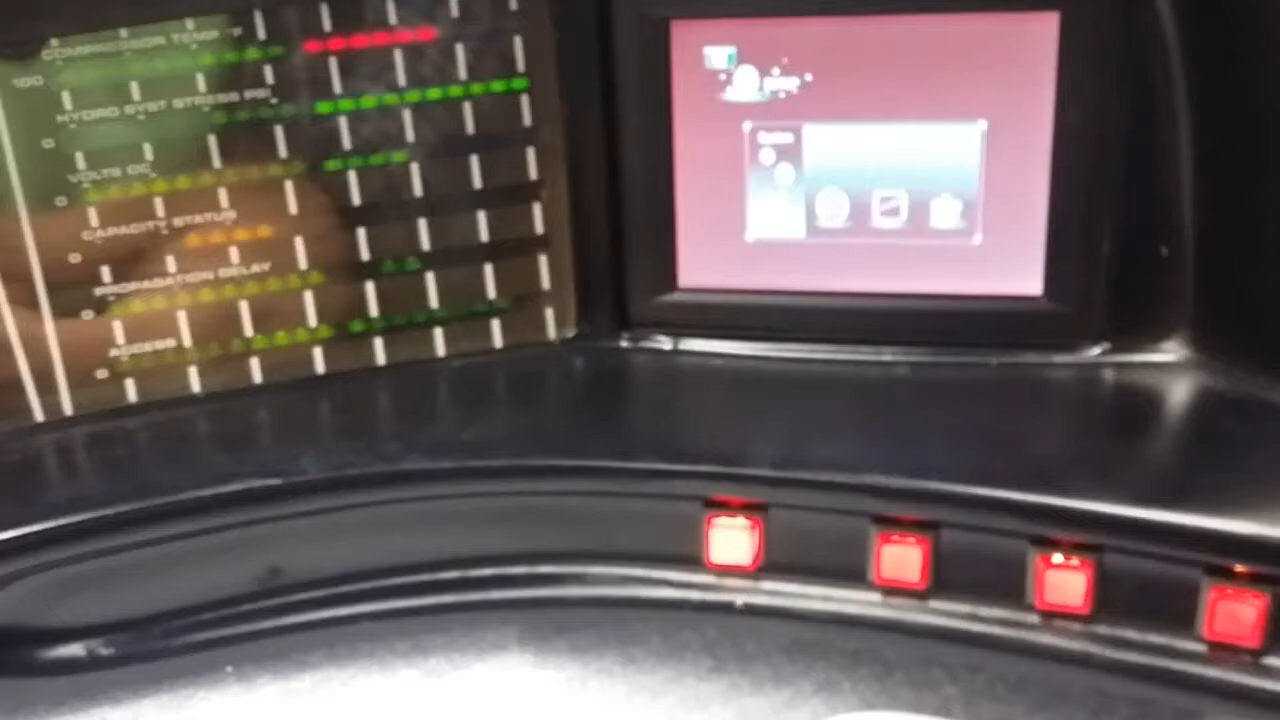 COMPRESSOR TEMP °F
100
HYDRO SYST STRESS PSI
0
VOLTS DC
0
CAPACITY STATUS
0
PROPAGATION DELAY
0
ACCESS
0